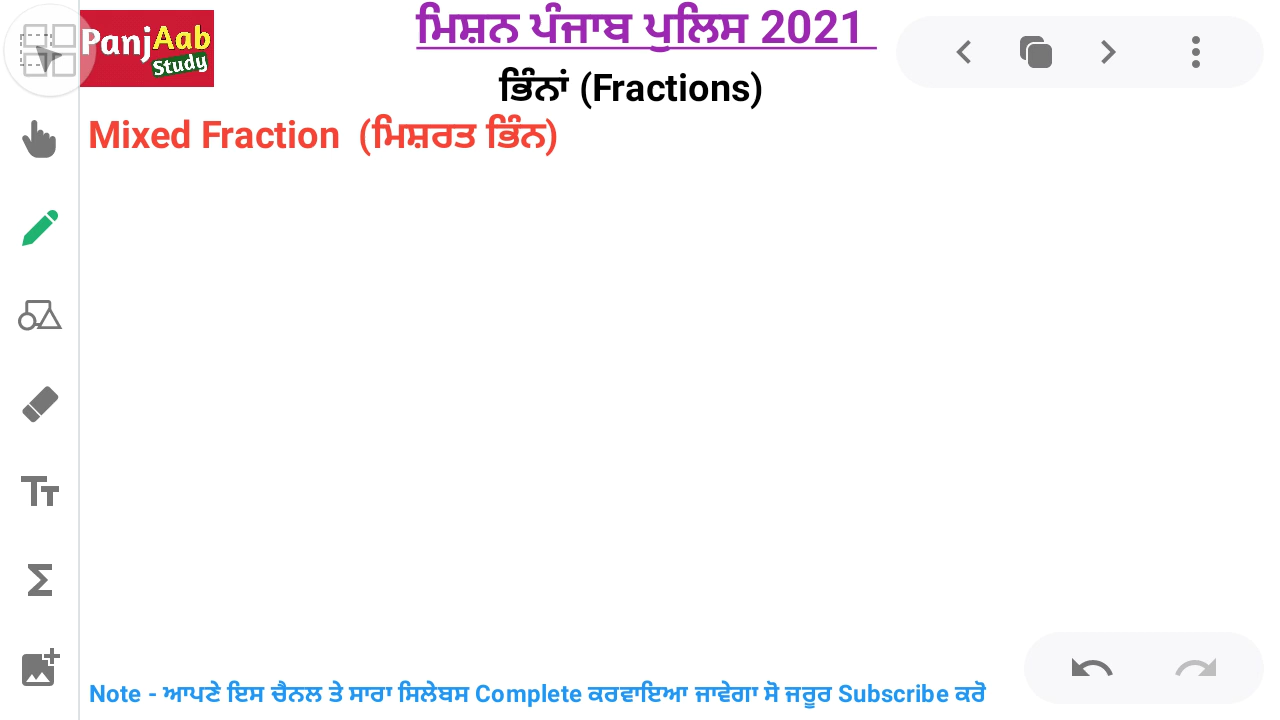 ਮਿਸ਼ਨ ਪੰਜਾਬ ਪੁਲਿਸ 2021
PanjAab
Study
ਭਿੰਨਾਂ (Fractions)
Mixed Fraction (ਮਿਸ਼ਰਤ ਭਿੰਨ)
Note - ਆਪਣੇ ਇਸ ਚੈਨਲ ਤੇ ਸਾਰਾ ਸਿਲੇਬਸ Complete ਕਰਵਾਇਆ ਜਾਵੇਗਾ ਸੋ ਜਰੂਰ Subscribe ਕਰੋ